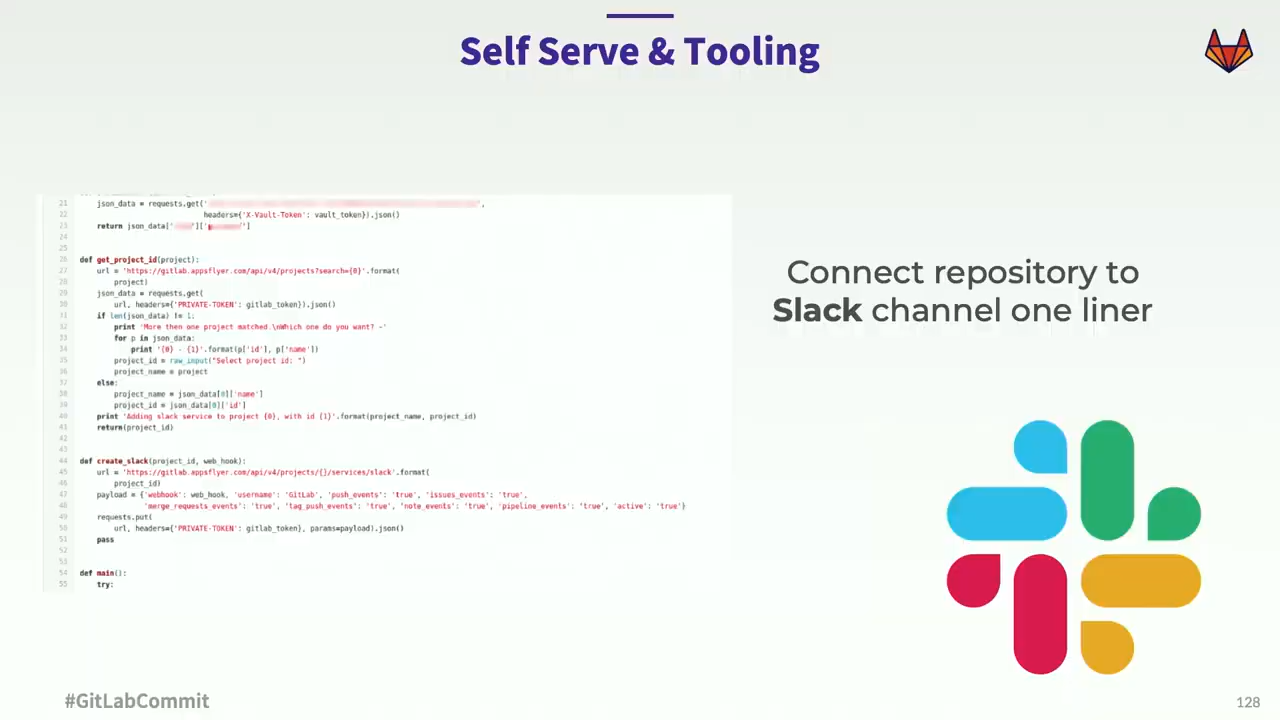 Self Serve & Tooling
21 json_data = requests.get('
22 headers={'X-Vault-Token': vault_token}).json()
23 return json_data['
24
25
26 def get_project_id(project):
27 url = 'https://gitlab.appsflyer.com/api/v4/projects?search={0}'.format(
28 project)
29 json_data = requests.get(
30 url, headers={'PRIVATE-TOKEN': gitlab_token}).json()
31 if len(json_data) != 1:
32 print 'More then one project matched.\nWhich one do you want? -'
33 for p in json_data:
34 print '{0} - {1}'.format(p['id'], p['name'])
35 project_id = raw_input("Select project id: ")
36 project_name = project
37 else:
38 project_name = json_data[0]['name']
39 project_id = json_data[0]['id']
40 print 'Adding slack service to project {0}, with id {1}'.format(project_name, project_id)
41 return(project_id)
42
43
44 def create_slack(project_id, web_hook):
45 url = 'https://gitlab.appsflyer.com/api/v4/projects/{}/services/slack'.format(
46 project_id)
47 payload = {'webhook': web_hook, 'username': 'GitLab', 'push_events': 'true', 'issues_events': 'true',
48 'merge_requests_events': 'true', 'tag_push_events': 'true', 'note_events': 'true', 'pipeline_events': 'true', 'active': 'true'}
49 requests.put(
50 url, headers={'PRIVATE-TOKEN': gitlab_token}, params=payload).json()
51 pass
52
53
54 def main():
55 try:
Connect repository to
Slack channel one liner
#GitLabCommit
128